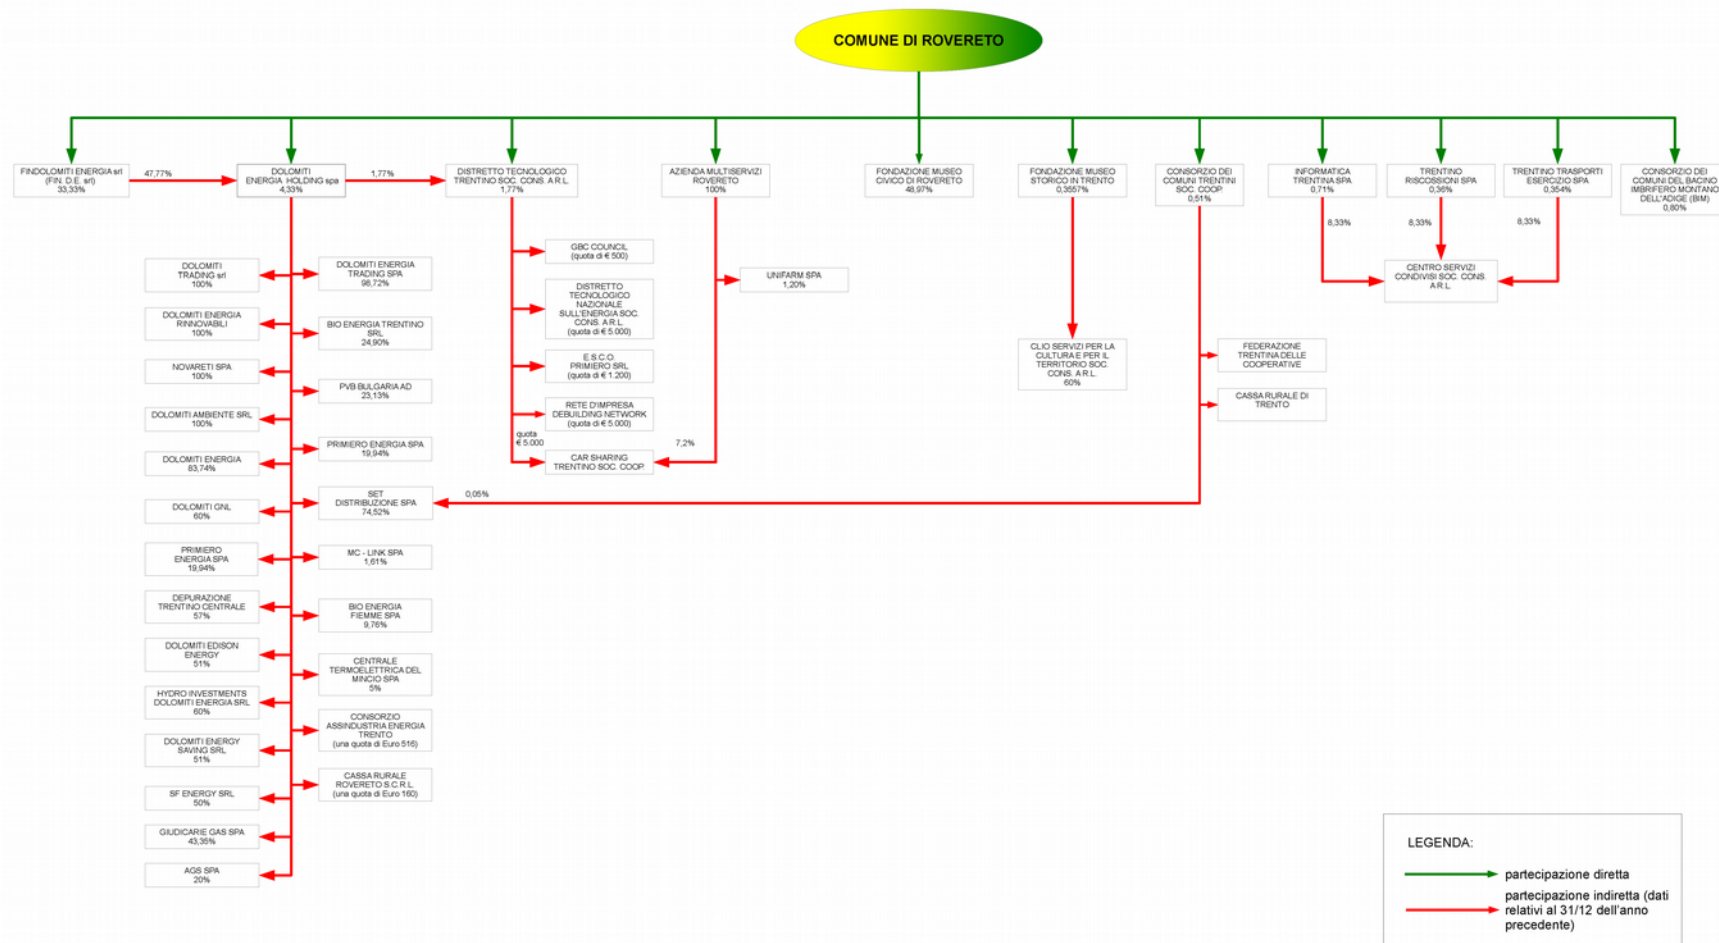 COMUNE DI ROVERETO
FINDOLOMITI ENERGIA srl
(FIN. D.E. srl)
33,33%
47,77%
DOLOMITI
ENERGIA HOLDING spa
4,33%
1,77%
DISTRETTO TECNOLOGICO
TRENTINO SOC. CONS. A R.L.
1,77%
AZIENDA MULTISERVIZI
ROVERETO
100%
FONDAZIONE MUSEO
CIVICO DI ROVERETO
48,97%
FONDAZIONE MUSEO
STORICO IN TRENTO
0,3557%
CONSORZIO DEI
COMUNI TRENTINI
SOC. COOP.
0,51%
INFORMATICA
TRENTINA SPA
0,71%
TRENTINO
RISCOSSIONI SPA
0,36%
TRENTINO TRASPORTI
ESERCIZIO SPA
0,354%
CONSORZIO DEI
COMUNI DEL BACINO
IMBRIFERO MONTANO
DELL'ADIGE (BIM)
0,80%
8,33%
8,33%
8,33%
CENTRO SERVIZI
CONDIVISI SOC. CONS.
A R.L.
DOLOMITI
TRADING srl
100%
DOLOMITI ENERGIA
RINNOVABILI
100%
NOVARETI SPA
100%
DOLOMITI AMBIENTE SRL
100%
DOLOMITI ENERGIA
83,74%
DOLOMITI GNL
60%
PRIMIERO
ENERGIA SPA
19,94%
DEPURAZIONE
TRENTINO CENTRALE
57%
DOLOMITI EDISON
ENERGY
51%
HYDRO INVESTMENTS
DOLOMITI ENERGIA SRL
60%
DOLOMITI ENERGY
SAVING SRL
51%
SF ENERGY SRL
50%
GIUDICARIE GAS SPA
43,35%
AGS SPA
20%
DOLOMITI ENERGIA
TRADING SPA
98,72%
BIO ENERGIA TRENTINO
SRL
24,90%
PVB BULGARIA AD
23,13%
PRIMIERO ENERGIA SPA
19,94%
SET
DISTRIBUZIONE SPA
74,52%
0,05%
MC - LINK SPA
1,61%
BIO ENERGIA
FIEMME SPA
9,76%
CENTRALE
TERMOELETTRICA DEL
MINCIO SPA
5%
CONSORZIO
ASSINDUSTRIA ENERGIA
TRENTO
(una quota di Euro 516)
CASSA RURALE
ROVERETO S.C.R.L.
(una quota di Euro 160)
GBC COUNCIL
(quota di € 500)
DISTRETTO
TECNOLOGICO
NAZIONALE
SULL'ENERGIA SOC.
CONS. A R.L.
(quota di € 5.000)
E.S.C.O.
PRIMIERO SRL
(quota di € 1.200)
RETE D'IMPRESA
DEBUILDING NETWORK
(quota di € 5.000)
quota
€ 5.000
CAR SHARING
TRENTINO SOC. COOP.
7,2%
UNIFARM SPA
1,20%
CLIO SERVIZI PER LA
CULTURA E PER IL
TERRITORIO SOC.
CONS. A R.L.
60%
FEDERAZIONE
TRENTINA DELLE
COOPERATIVE
CASSA RURALE DI
TRENTO
LEGENDA:
partecipazione diretta
partecipazione indiretta (dati
relativi al 31/12 dell'anno
precedente)